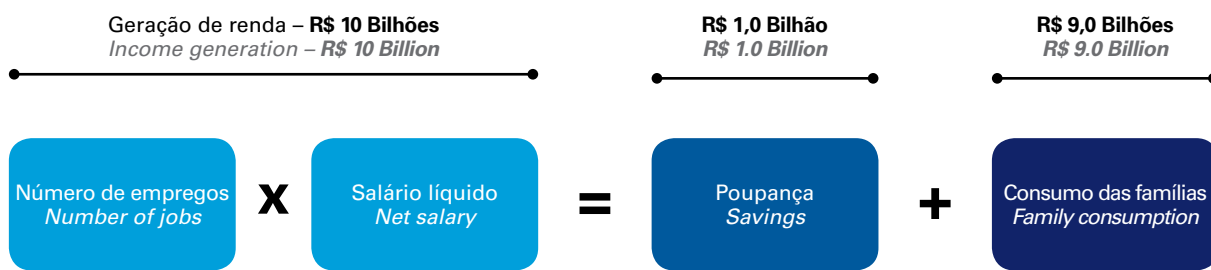 Geração de renda – R$ 10 Bilhões
Income generation – R$ 10 Billion
R$ 1,0 Bilhão
R$ 1.0 Billion
R$ 9,0 Bilhões
R$ 9.0 Billion
Número de empregos
Number of jobs
X
Salário líquido
Net salary
=
Poupança
Savings
+
Consumo das famílias
Family consumption